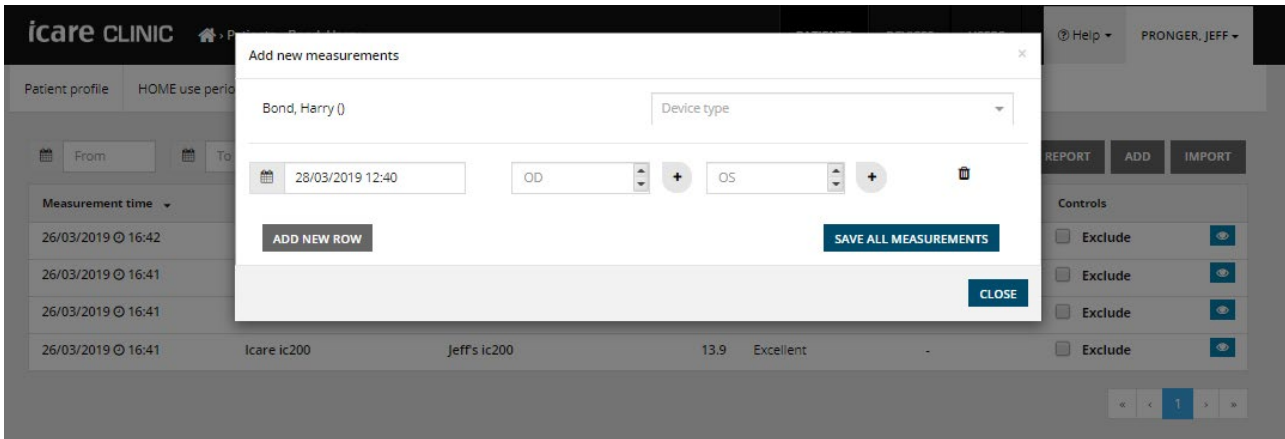 icare CLINIC
Help
PRONGER, JEFF
Add new measurements ×
Patient profile
HOME use perio
Bond, Harry ()
Device type
From
To
28/03/2019 12:40
OD
+
OS
+
REPORT
ADD
IMPORT
Measurement time
Controls
26/03/2019 16:42
ADD NEW ROW
SAVE ALL MEASUREMENTS
Exclude
26/03/2019 16:41
Exclude
CLOSE
26/03/2019 16:41
Exclude
26/03/2019 16:41
Icare ic200
Jeff's ic200
13.9
Excellent
-
Exclude
« ‹ 1 › »